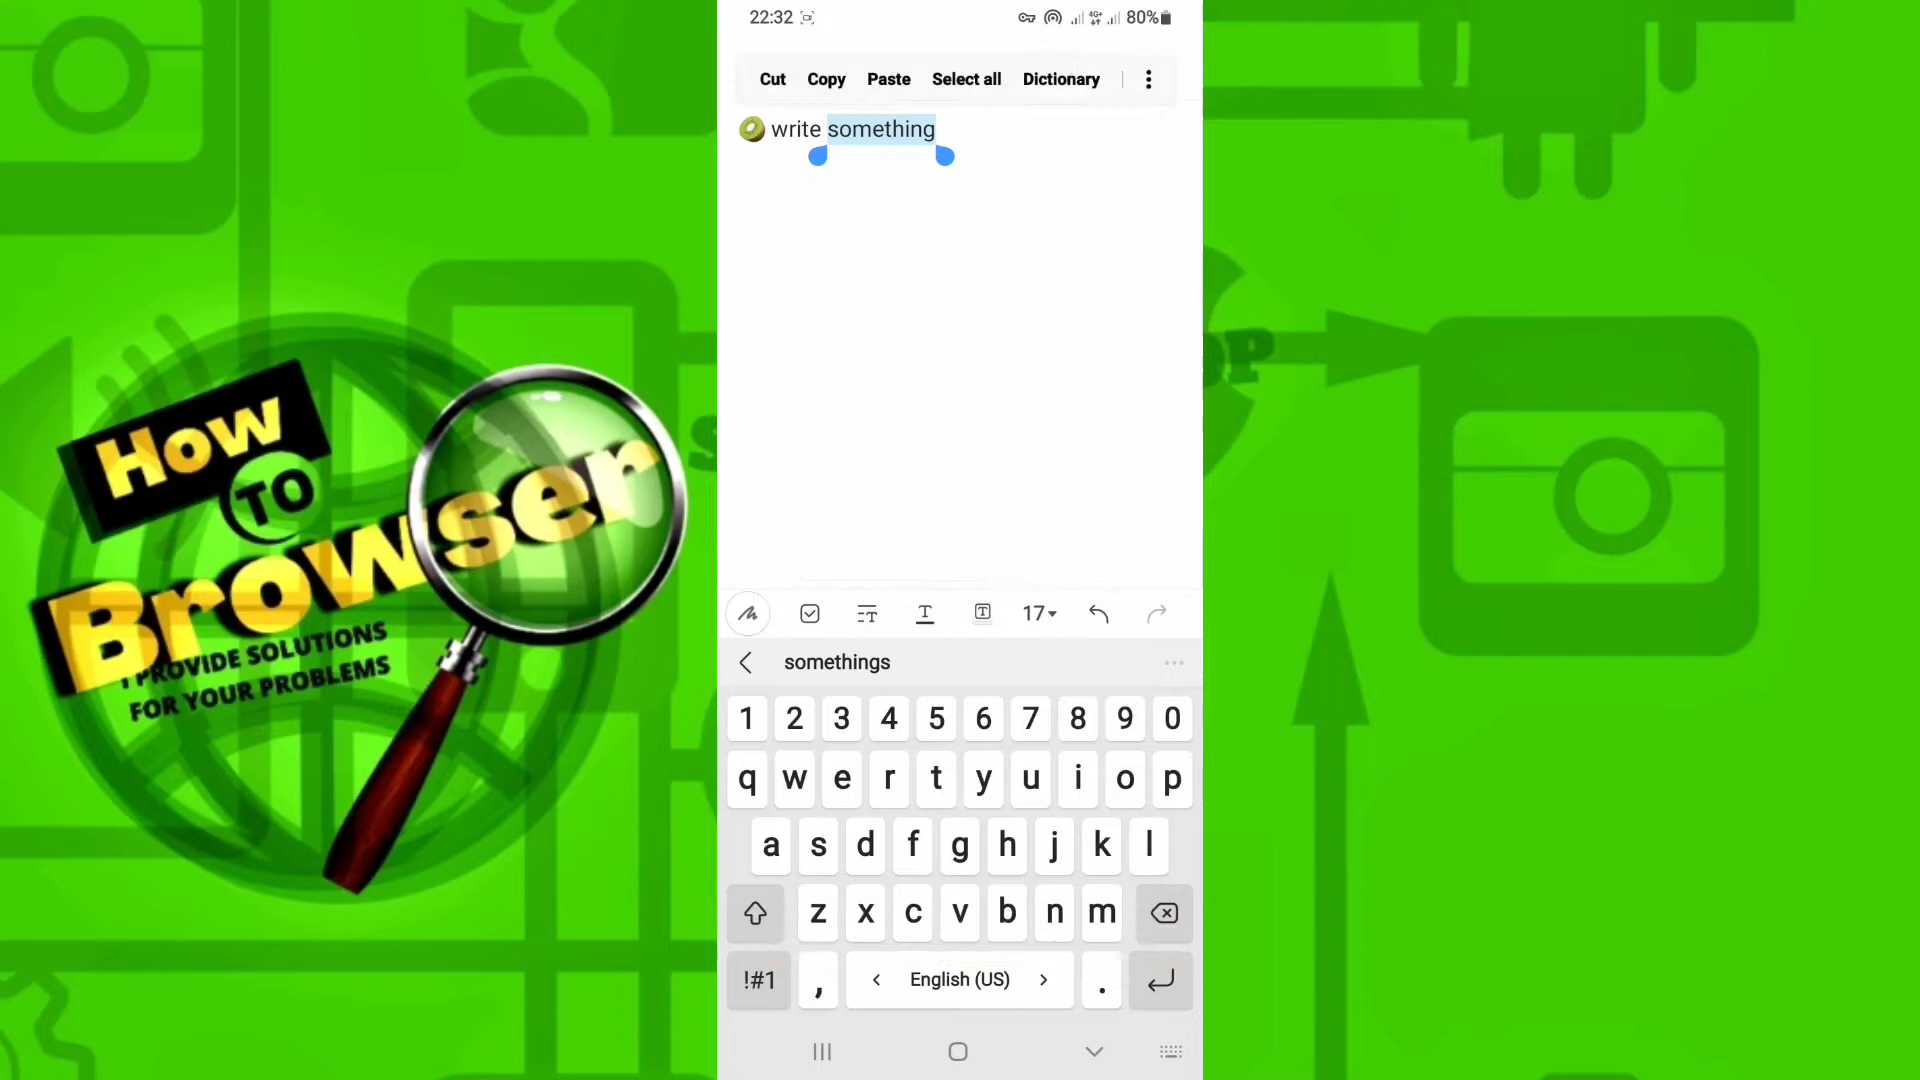 22:32
4G+
80%
Cut Copy Paste Select all Dictionary
🥝 write something
How
TO
Browser
I PROVIDE SOLUTIONS
FOR YOUR PROBLEMS
17
somethings
1 2 3 4 5 6 7 8 9 0
q w e r t y u i o p
a s d f g h j k l
z x c v b n m
!#1 , < English (US) > .